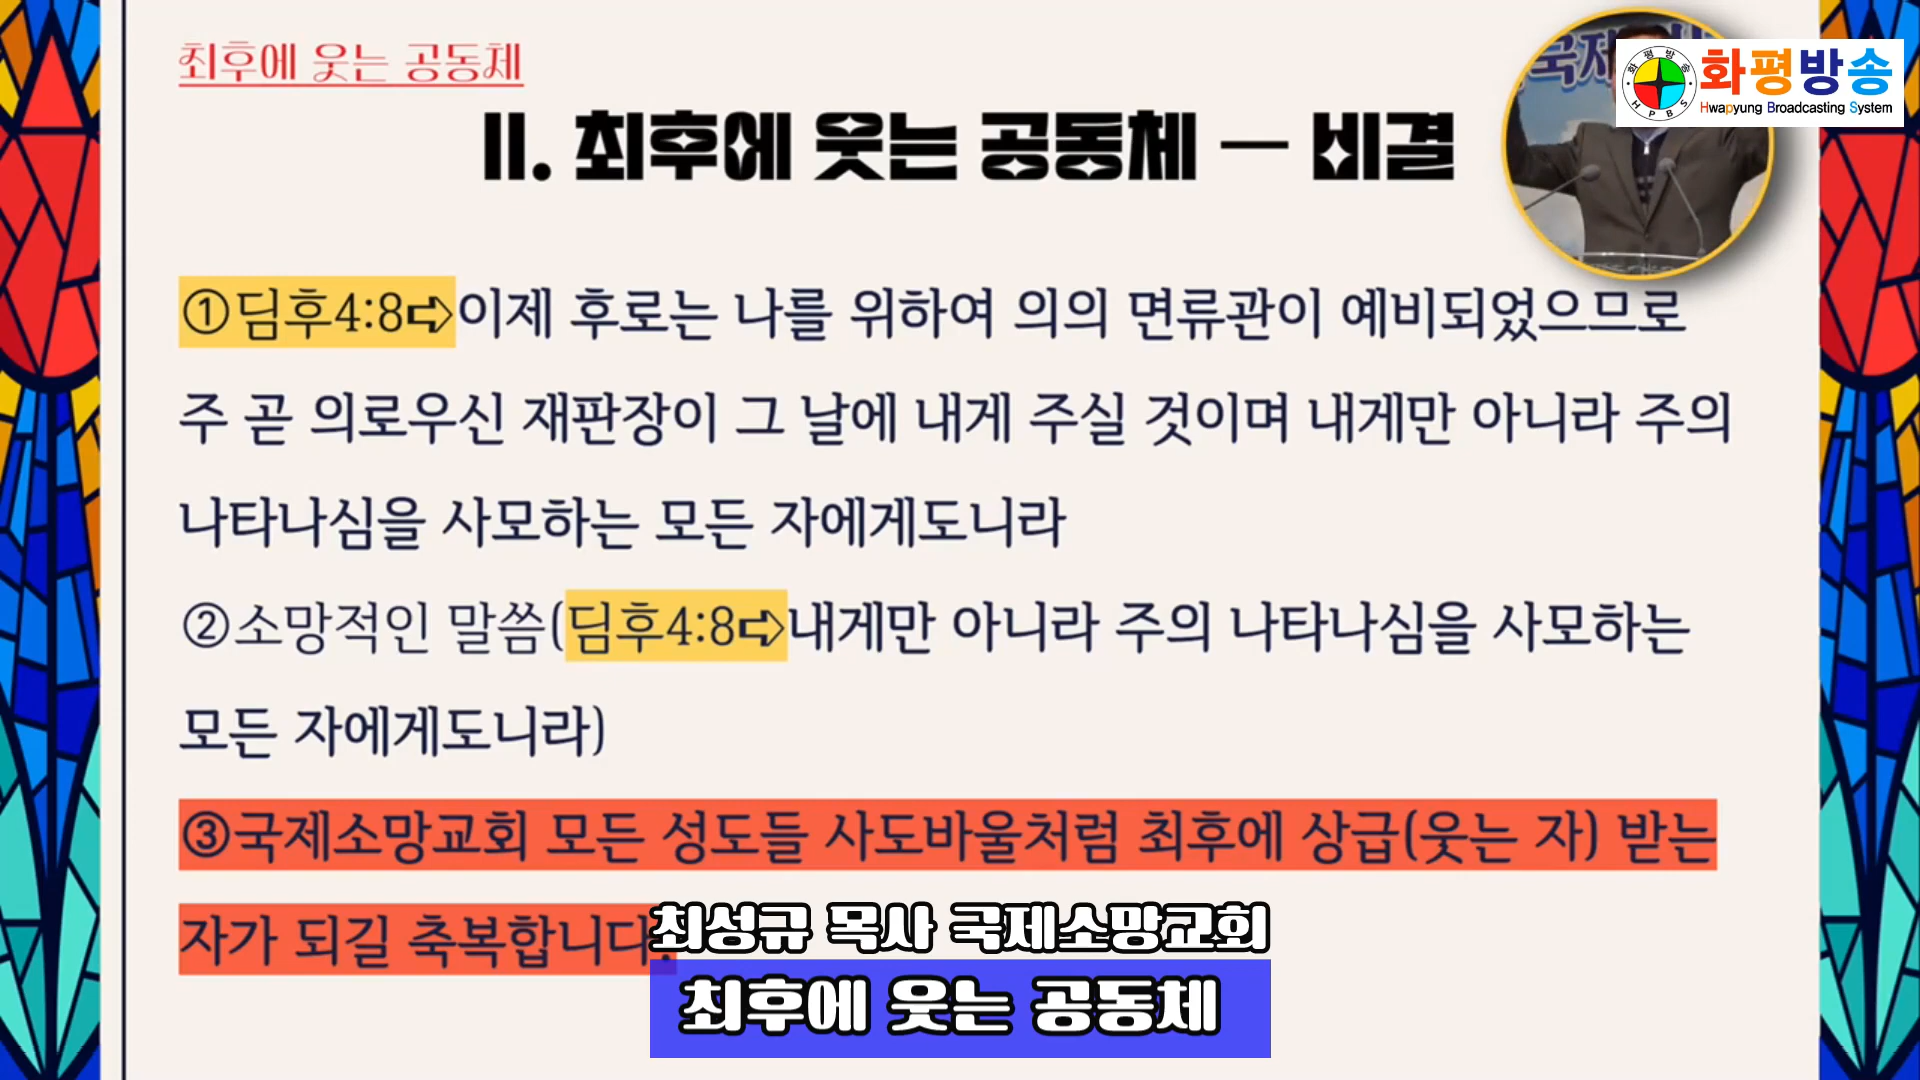 최후에 웃는 공동체
II. 최후에 웃는 공동체 – 비결
국제
화평방송
화평방송
HPBS
Hwapyung Broadcasting System
①딤후4:8➪이제 후로는 나를 위하여 의의 면류관이 예비되었으므로
주 곧 의로우신 재판장이 그 날에 내게 주실 것이며 내게만 아니라 주의
나타나심을 사모하는 모든 자에게도니라
②소망적인 말씀(딤후4:8➪내게만 아니라 주의 나타나심을 사모하는
모든 자에게도니라)
③국제소망교회 모든 성도들 사도바울처럼 최후에 상급(웃는 자) 받는
자가 되길 축복합니다.
최성규 목사 국제소망교회
최후에 웃는 공동체